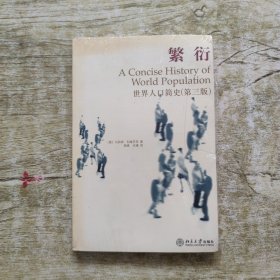 繁衍
A Concise History of
World Population
世界人口简史(第三版)
北京大学出版社